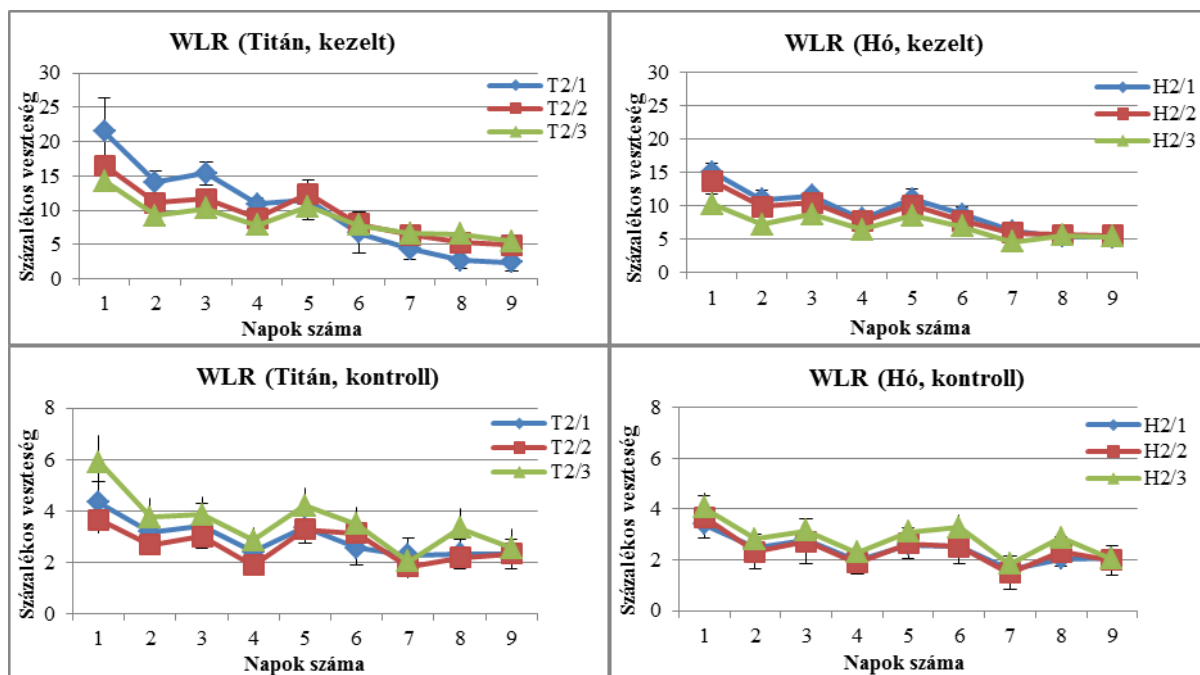 WLR (Titán, kezelt)
Százalékos veszteség
30
25
20
15
10
5
0
1 2 3 4 5 6 7 8 9
Napok száma
T2/1
T2/2
T2/3
WLR (Hó, kezelt)
Százalékos veszteség
30
25
20
15
10
5
0
1 2 3 4 5 6 7 8 9
Napok száma
H2/1
H2/2
H2/3
WLR (Titán, kontroll)
Százalékos veszteség
8
6
4
2
0
1 2 3 4 5 6 7 8 9
Napok száma
T2/1
T2/2
T2/3
WLR (Hó, kontroll)
Százalékos veszteség
8
6
4
2
0
1 2 3 4 5 6 7 8 9
Napok száma
H2/1
H2/2
H2/3